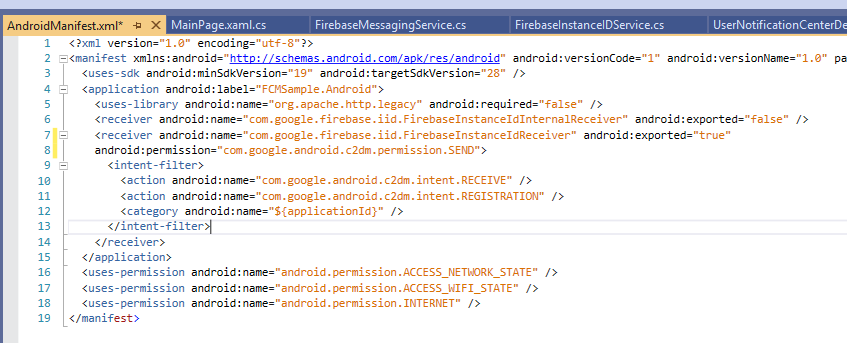 AndroidManifest.xml* MainPage.xaml.cs FirebaseMessagingService.cs FirebaseInstanceIDService.cs UserNotificationCenterDe
1 <?xml version="1.0" encoding="utf-8"?>
2 <manifest xmlns:android="http://schemas.android.com/apk/res/android" android:versionCode="1" android:versionName="1.0" pa
3 <uses-sdk android:minSdkVersion="19" android:targetSdkVersion="28" />
4 <application android:label="FCMSample.Android">
5 <uses-library android:name="org.apache.http.legacy" android:required="false" />
6 <receiver android:name="com.google.firebase.iid.FirebaseInstanceIdInternalReceiver" android:exported="false" />
7 <receiver android:name="com.google.firebase.iid.FirebaseInstanceIdReceiver" android:exported="true"
8 android:permission="com.google.android.c2dm.permission.SEND">
9 <intent-filter>
10 <action android:name="com.google.android.c2dm.intent.RECEIVE" />
11 <action android:name="com.google.android.c2dm.intent.REGISTRATION" />
12 <category android:name="${applicationId}" />
13 </intent-filter>
14 </receiver>
15 </application>
16 <uses-permission android:name="android.permission.ACCESS_NETWORK_STATE" />
17 <uses-permission android:name="android.permission.ACCESS_WIFI_STATE" />
18 <uses-permission android:name="android.permission.INTERNET" />
19 </manifest>